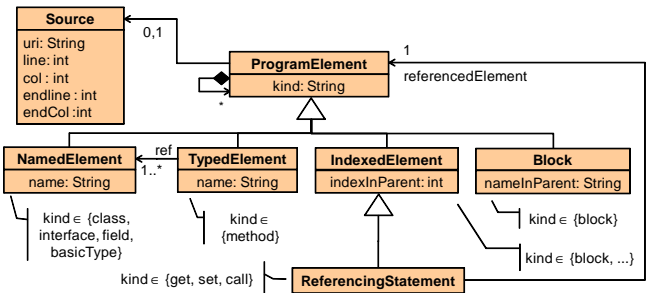 Source
uri: String
line: int
col : int
endline : int
endCol :int
0,1
ProgramElement
kind: String
*
1
referencedElement
NamedElement
name: String
ref
1..*
TypedElement
name: String
IndexedElement
indexInParent: int
Block
nameInParent: String
kind ∈ {class,
interface, field,
basicType}
kind ∈
{method}
kind ∈ {block}
kind ∈ {block, ...}
kind ∈ {get, set, call}
ReferencingStatement